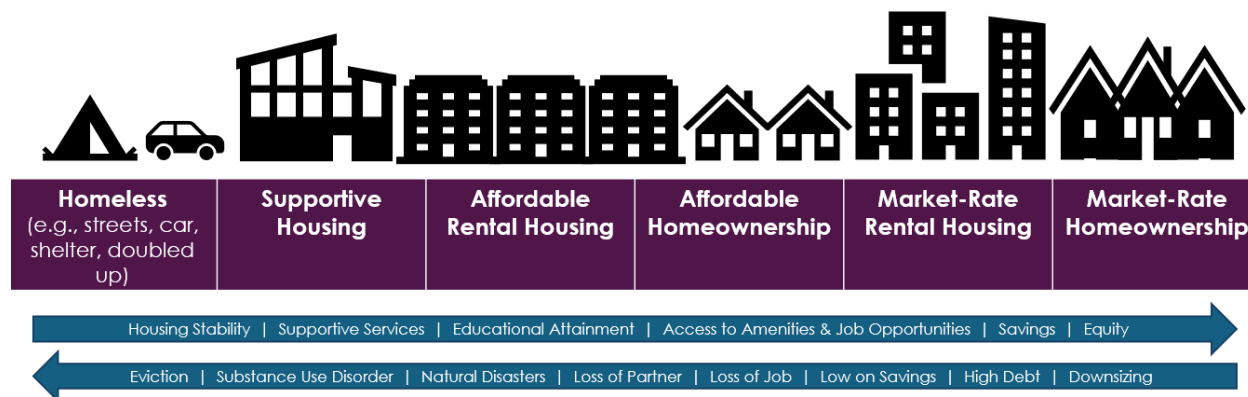 Homeless
(e.g., streets, car,
shelter, doubled
up)
Supportive
Housing
Affordable
Rental Housing
Affordable
Homeownership
Market-Rate
Rental Housing
Market-Rate
Homeownership
Housing Stability | Supportive Services | Educational Attainment | Access to Amenities & Job Opportunities | Savings | Equity
Eviction | Substance Use Disorder | Natural Disasters | Loss of Partner | Loss of Job | Low on Savings | High Debt | Downsizing